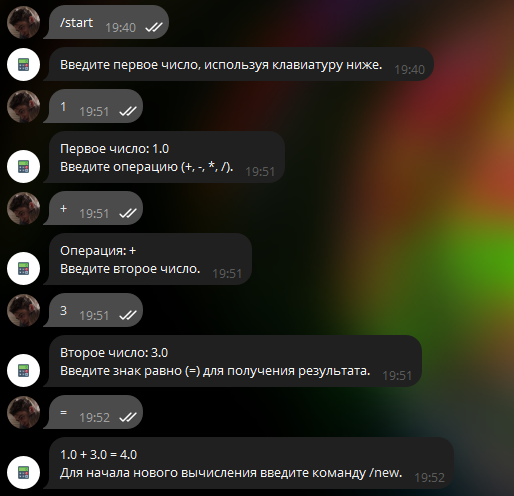 /start 19:40
Введите первое число, используя клавиатуру ниже. 19:40
1 19:51
Первое число: 1.0
Введите операцию (+, -, *, /). 19:51
+ 19:51
Операция: +
Введите второе число. 19:51
3 19:51
Второе число: 3.0
Введите знак равно (=) для получения результата. 19:51
= 19:52
1.0 + 3.0 = 4.0
Для начала нового вычисления введите команду /new. 19:52